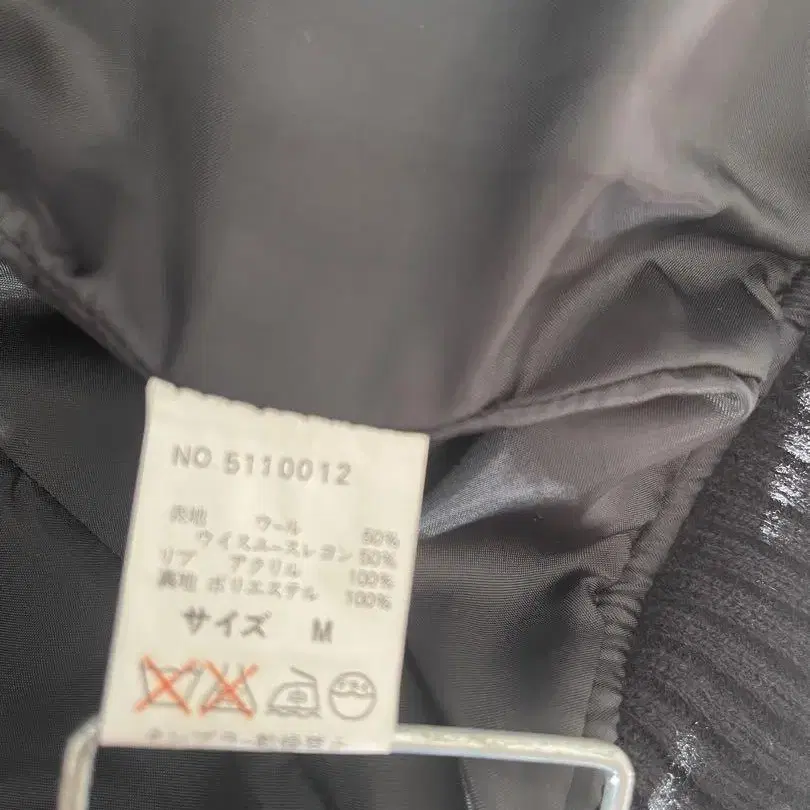 NO 5110012
表地 ウール 50%
ウイスユースレヨン 50%
リブ アクリル 100%
裏地 ポリエステル 100%
サイズ M